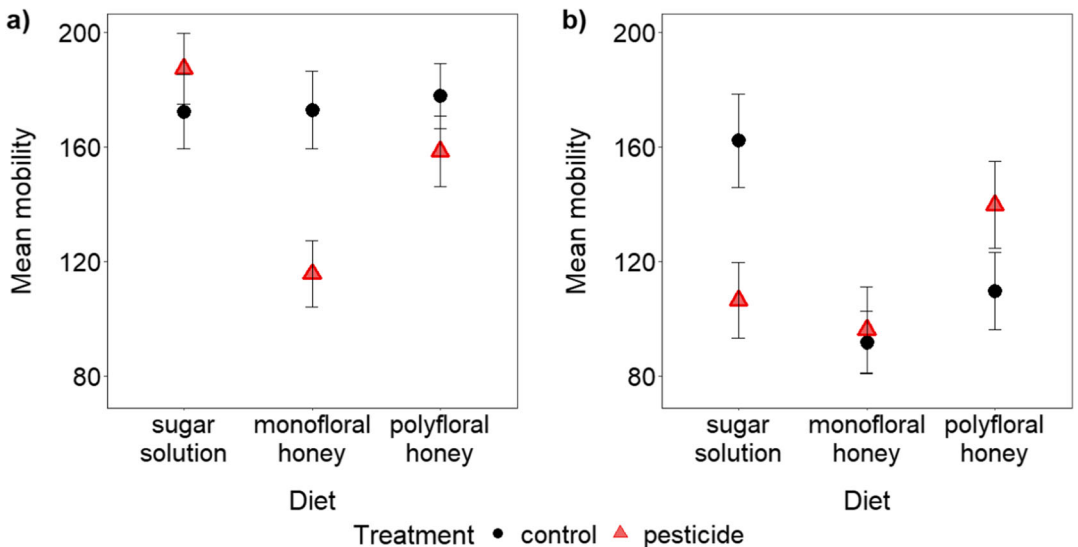 a)
200
160
120
80
Mean mobility
sugar solution
monofloral honey
polyfloral honey
Diet
b)
200
160
120
80
Mean mobility
sugar solution
monofloral honey
polyfloral honey
Diet
Treatment control pesticide